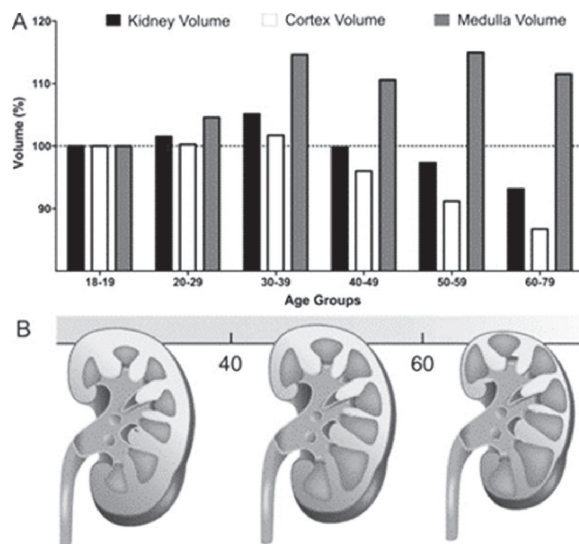 A
120
Kidney Volume Cortex Volume Medulla Volume
110
100
90
Volume (%)
18-19 20-29 30-39 40-49 50-59 60-79
Age Groups
B
40 60